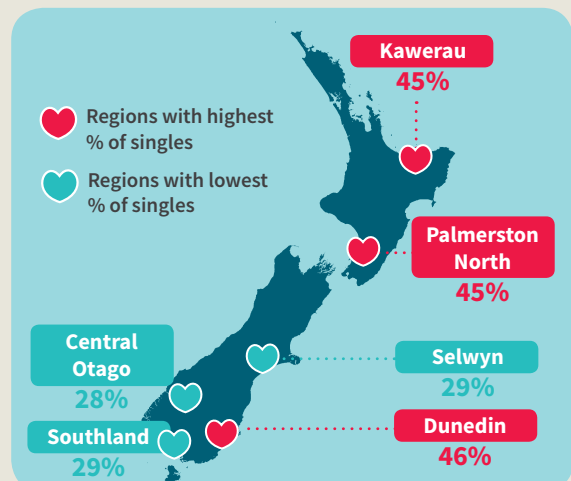 Kawerau
45%
Regions with highest
% of singles
Regions with lowest
% of singles
Palmerston
North
45%
Central
Otago
28%
Selwyn
29%
Southland
29%
Dunedin
46%